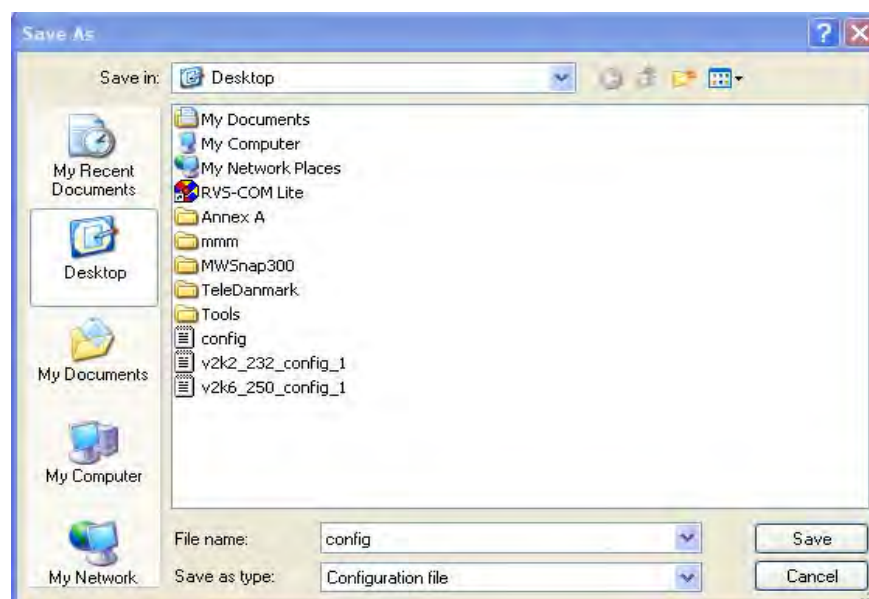 Save As
Save in:
Desktop
My Recent
Documents
Desktop
My Documents
My Computer
My Network
My Documents
My Computer
My Network Places
RVS-COM Lite
Annex A
mmm
MWSnap300
TeleDanmark
Tools
config
v2k2_232_config_1
v2k6_250_config_1
File name:
config
Save
Save as type:
Configuration file
Cancel